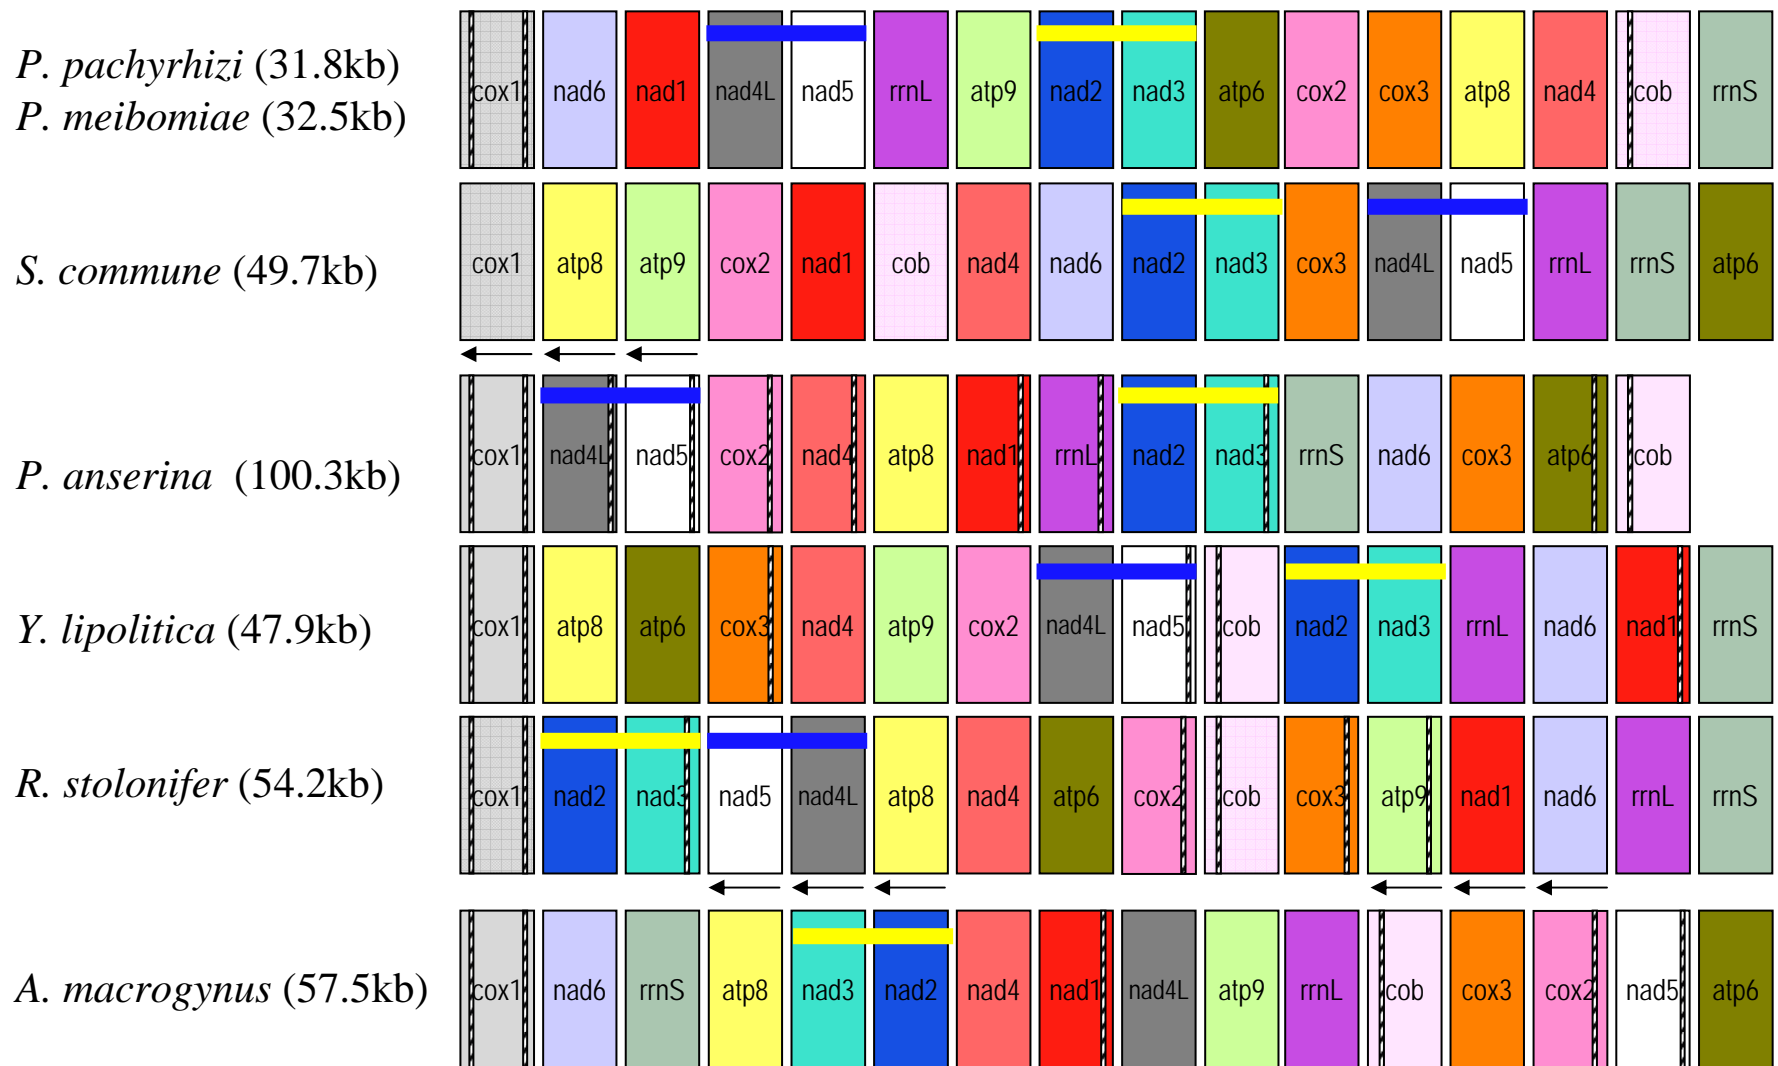 P. pachyrhizi (31.8kb)
P. meibomiae (32.5kb)
cox1 nad6 nad1 nad4L nad5 rrnL atp9 nad2 nad3 atp6 cox2 cox3 atp8 nad4 cob rrnS
S. commune (49.7kb)
cox1 atp8 atp9 cox2 nad1 cob nad4 nad6 nad2 nad3 cox3 nad4L nad5 rrnL rrnS atp6
P. anserina (100.3kb)
cox1 nad4L nad5 cox2 nad4 atp8 nad1 rrnL nad2 nad3 rrnS nad6 cox3 atp6 cob
Y. lipolitica (47.9kb)
cox1 atp8 atp6 cox3 nad4 atp9 cox2 nad4L nad5 cob nad2 nad3 rrnL nad6 nad1 rrnS
R. stolonifer (54.2kb)
cox1 nad2 nad3 nad5 nad4L atp8 nad4 atp6 cox2 cob cox3 atp9 nad1 nad6 rrnL rrnS
A. macrogynus (57.5kb)
cox1 nad6 rrnS atp8 nad3 nad2 nad4 nad1 nad4L atp9 rrnL cob cox3 cox2 nad5 atp6